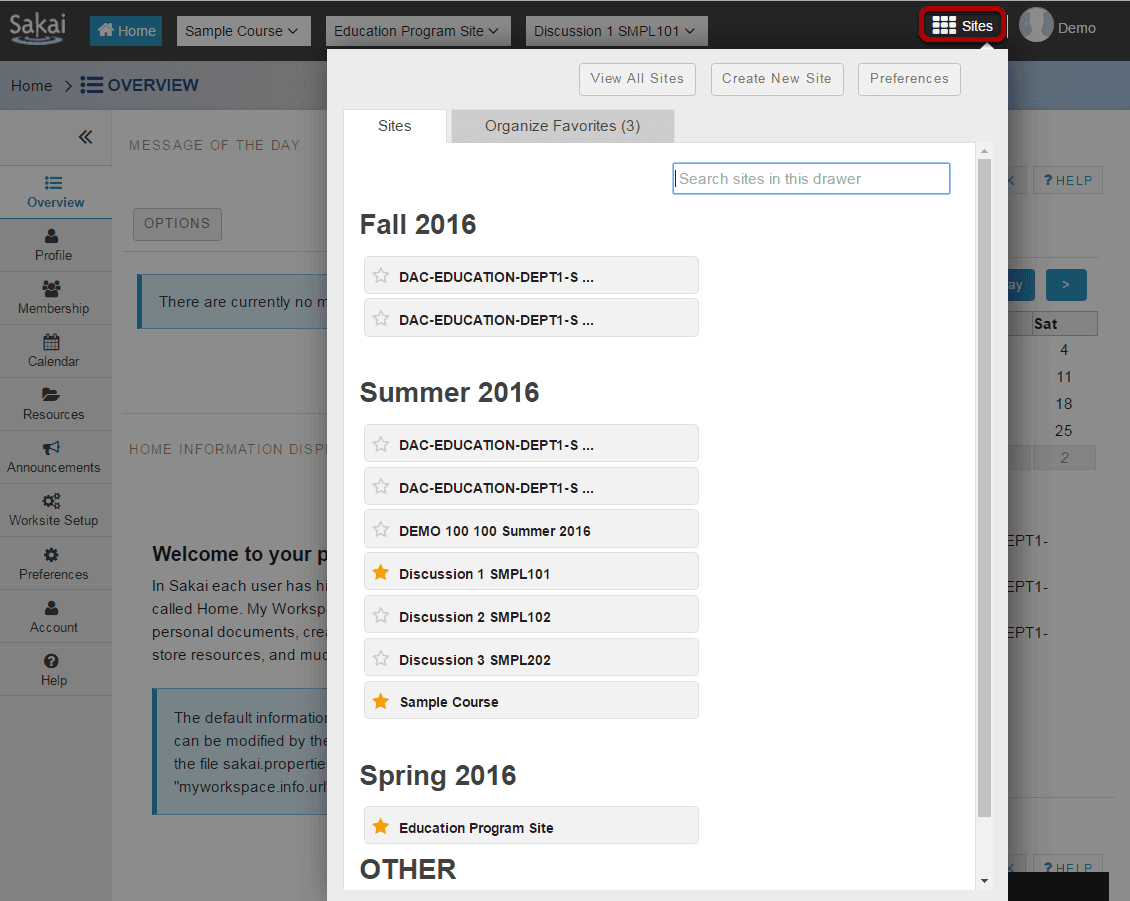 Sakai
Home
Sample Course
Education Program Site
Discussion 1 SMPL101
Sites
Demo
Home > OVERVIEW
View All Sites
Create New Site
Preferences
Sites
Organize Favorites (3)
Search sites in this drawer
Fall 2016
DAC-EDUCATION-DEPT1-S ...
DAC-EDUCATION-DEPT1-S ...
Summer 2016
DAC-EDUCATION-DEPT1-S ...
DAC-EDUCATION-DEPT1-S ...
DEMO 100 100 Summer 2016
Discussion 1 SMPL101
Discussion 2 SMPL102
Discussion 3 SMPL202
Sample Course
Spring 2016
Education Program Site
OTHER
Overview
Profile
Membership
Calendar
Resources
Announcements
Worksite Setup
Preferences
Account
Help
MESSAGE OF THE DAY
OPTIONS
There are currently no m
HOME INFORMATION DISP
Welcome to your p
In Sakai each user has hi
called Home. My Worksp
personal documents, crea
store resources, and muc
The default information
can be modified by the
the file sakai.propertie
"myworkspace.info.url"
K
? HELP
ay
>
Sat
4
11
18
25
2
EPT1-
EPT1-
EPT1-
K
? HELP